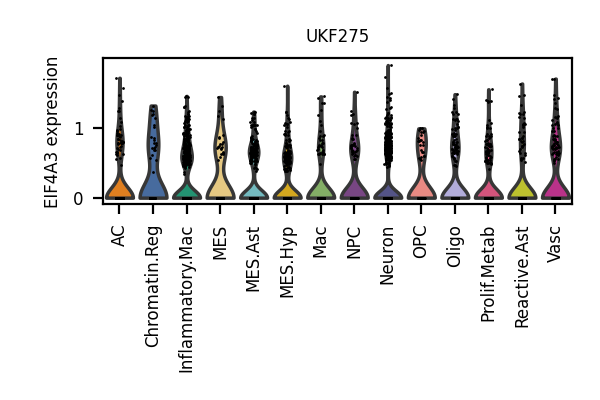 UKF275
EIF4A3 expression
1
0
AC
Chromatin.Reg
Inflammatory.Mac
MES
MES.Ast
MES.Hyp
Mac
NPC
Neuron
OPC
Oligo
Prolif.Metab
Reactive.Ast
Vasc